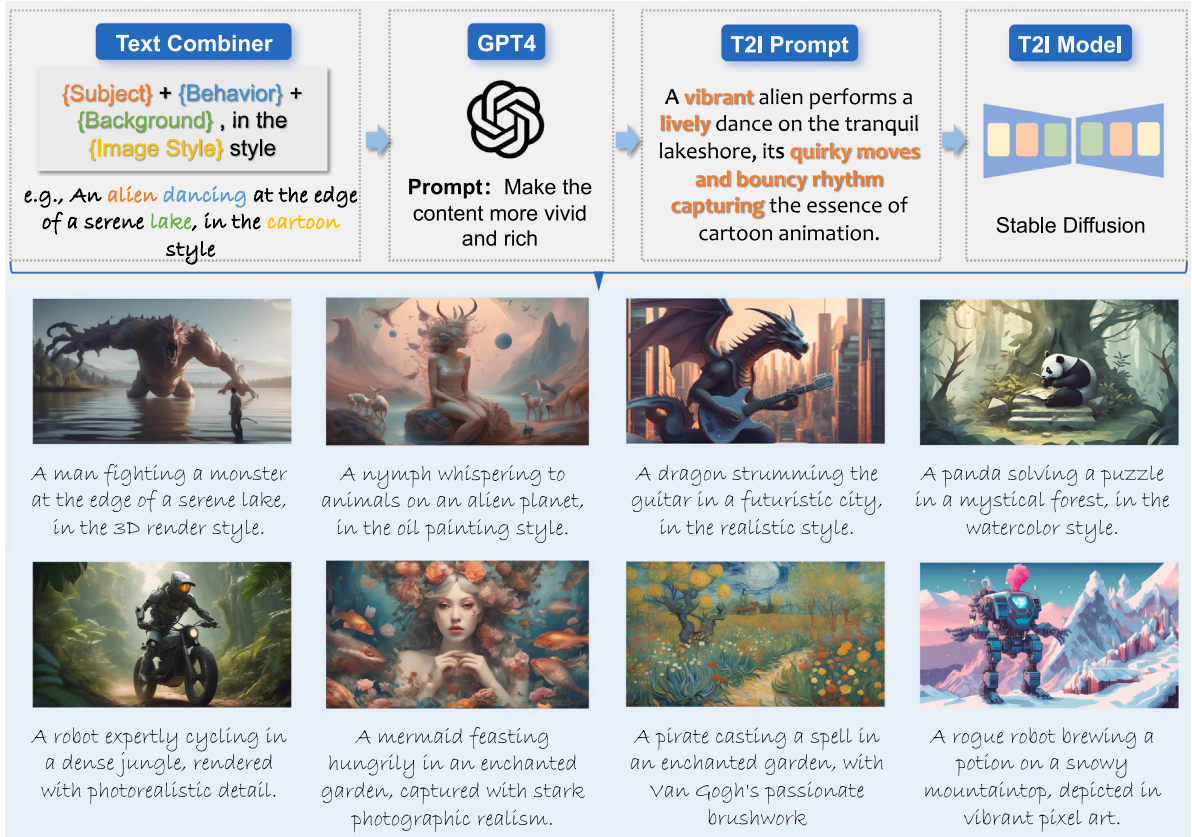 Text Combiner
{Subject} + {Behavior} +
{Background} , in the
{Image Style} style
e.g., An alien dancing at the edge
of a serene lake, in the cartoon
style
GPT4
Prompt: Make the
content more vivid
and rich
T2I Prompt
A vibrant alien performs a
lively dance on the tranquil
lakeshore, its quirky moves
and bouncy rhythm
capturing the essence of
cartoon animation.
T2I Model
Stable Diffusion
A man fighting a monster
at the edge of a serene lake,
in the 3D render style.
A nymph whispering to
animals on an alien planet,
in the oil painting style.
A dragon strumming the
guitar in a futuristic city,
in the realistic style.
A panda solving a puzzle
in a mystical forest, in the
watercolor style.
A robot expertly cycling in
a dense jungle, rendered
with photorealistic detail.
A mermaid feasting
hungrily in an enchanted
garden, captured with stark
photographic realism.
A pirate casting a spell in
an enchanted garden, with
Van Gogh's passionate
brushwork
A rogue robot brewing a
potion on a snowy
mountaintop, depicted in
vibrant pixel art.